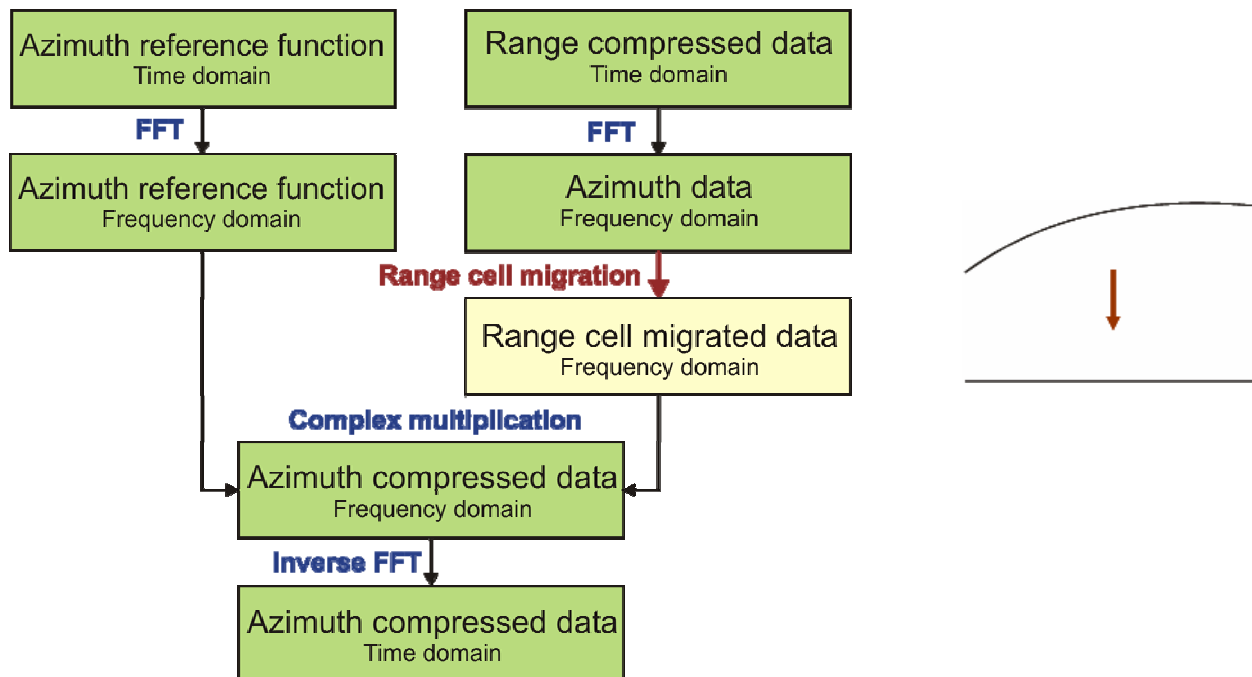 Azimuth reference function
Time domain
Range compressed data
Time domain
FFT
FFT
Azimuth reference function
Frequency domain
Azimuth data
Frequency domain
Range cell migration
Range cell migrated data
Frequency domain
Complex multiplication
Azimuth compressed data
Frequency domain
Inverse FFT
Azimuth compressed data
Time domain